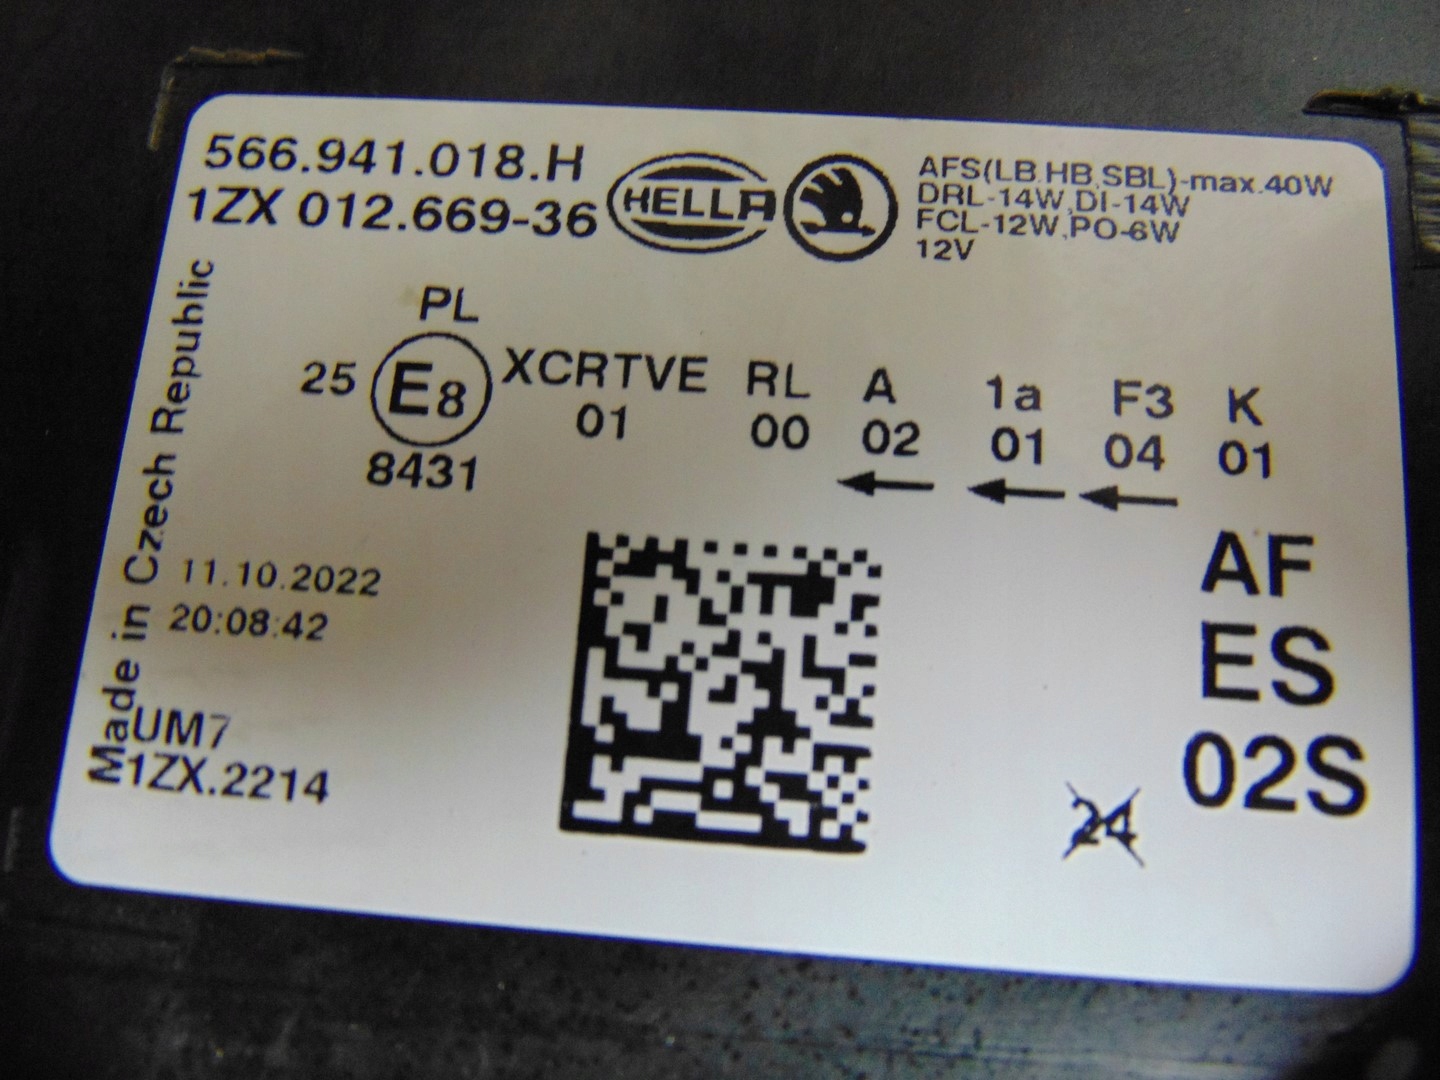 566.941.018.H
1ZX 012.669-36
HELLA
AFS(LB,HB,SBL)-max.40W
DRL-14W,DI-14W
FCL-12W,PO-6W
12V
Made in Czech Republic
PL
25 E8 XCRTVE RL A 1a F3 K
8431 01 00 02 01 04 01
11.10.2022
20:08:42
UM7
1ZX.2214
AF
ES
02S
24